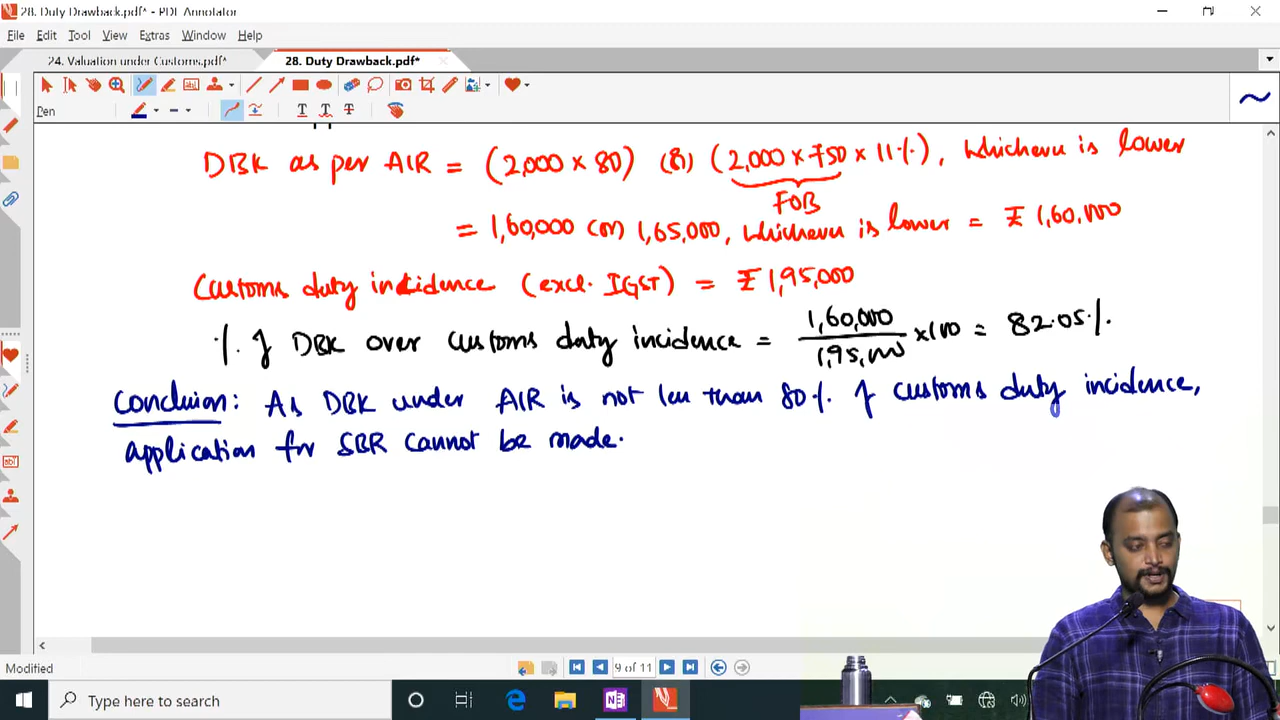 28. Duty Drawback.pdf* - PDF Annotator
File Edit Tool View Extras Window Help
24. Valuation under Customs.pdf* 28. Duty Drawback.pdf*
Pen
DBK as per AIR = (2,000 × 80) (or) (2,000 × 750 × 11%), whichever is lower
FOB
= 1,60,000 (or) 1,65,000, whichever is lower = ₹ 1,60,000
Customs duty incidence (excl. IGST) = ₹ 1,95,000
% of DBK over customs duty incidence = 1,60,000 / 1,95,000 × 100 = 82.05%
Conclusion: As DBK under AIR is not less than 80% of customs duty incidence,
application for SBR cannot be made.
Modified 9 of 11
Type here to search